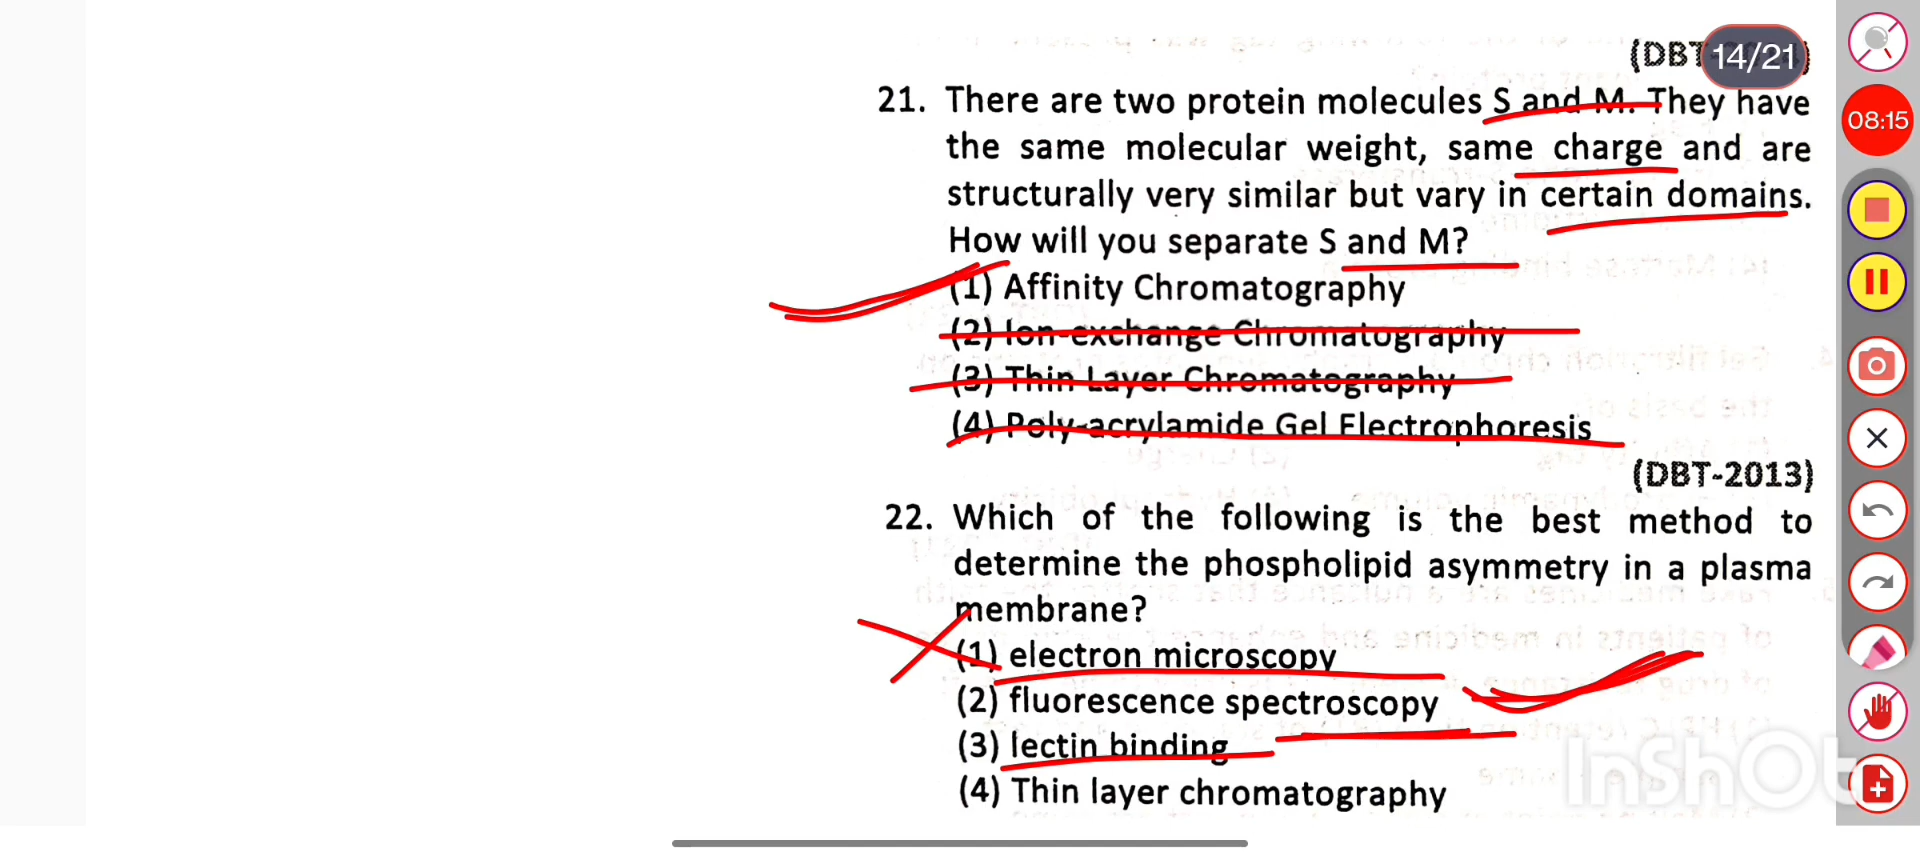 (DBT
14/21
21. There are two protein molecules S and M. They have
the same molecular weight, same charge and are
structurally very similar but vary in certain domains.
How will you separate S and M?
(1) Affinity Chromatography
(2) Ion-exchange Chromatography
(3) Thin Layer Chromatography
(4) Poly-acrylamide Gel Electrophoresis
(DBT-2013)
22. Which of the following is the best method to
determine the phospholipid asymmetry in a plasma
membrane?
(1) electron microscopy
(2) fluorescence spectroscopy
(3) lectin binding
(4) Thin layer chromatography
08:15
InShOt